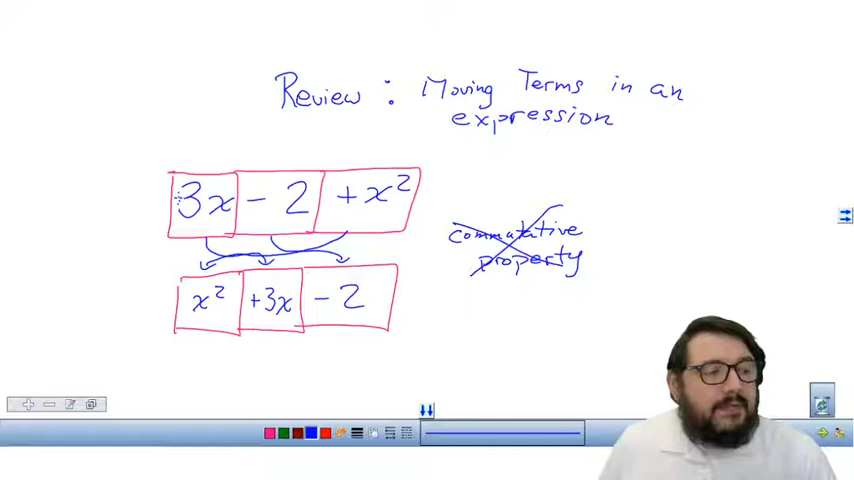 Review : Moving Terms in an
expression
3x - 2 + x²
commutative
property
x² +3x - 2